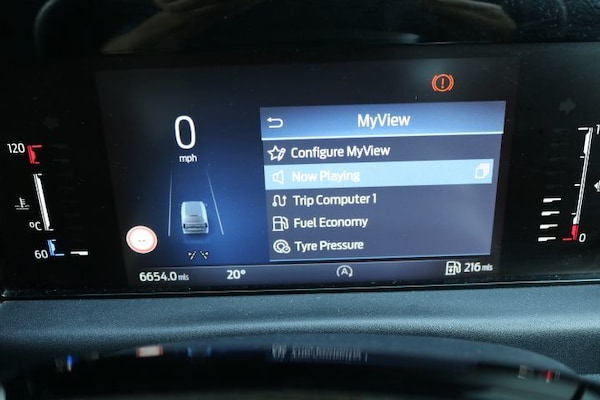 MyView
0
mph
Configure MyView
Now Playing
Trip Computer 1
Fuel Economy
Tyre Pressure
120
°C
60
6654.0 mls
20°
216 mls